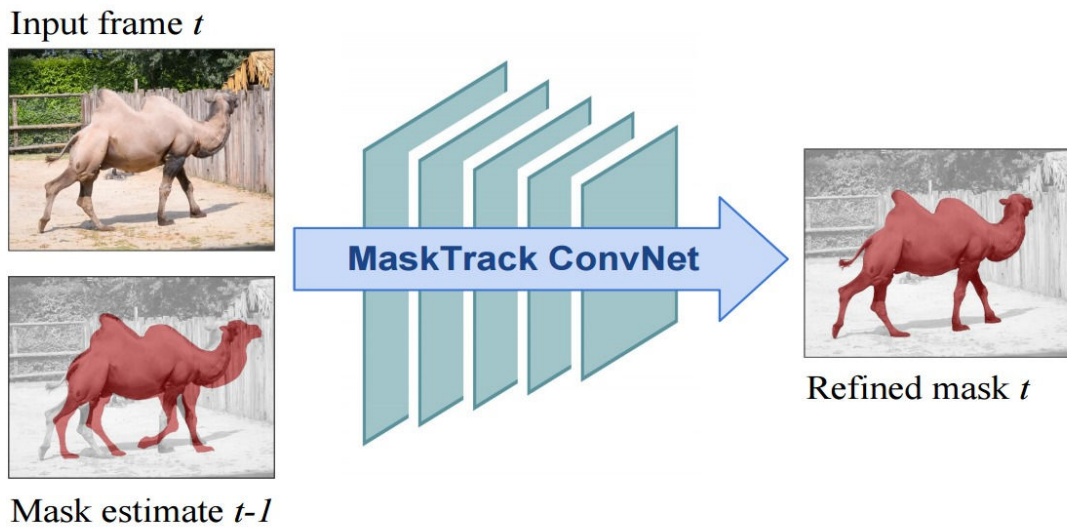 Input frame t
MaskTrack ConvNet
Refined mask t
Mask estimate t-1